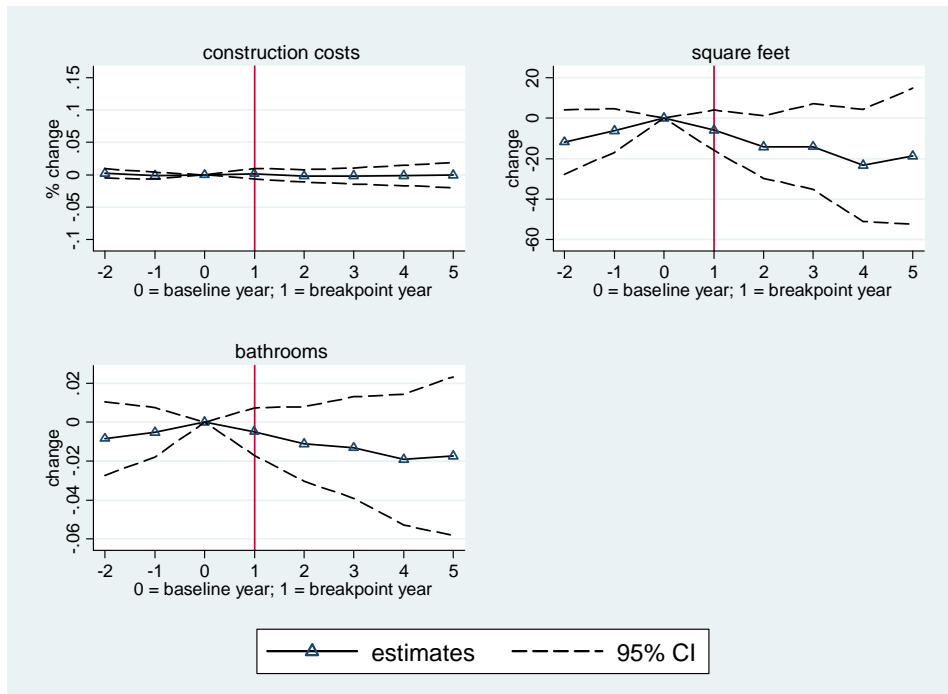 construction costs
% change
.15
.1
.05
0
-.05
-.1
-2 -1 0 1 2 3 4 5
0 = baseline year; 1 = breakpoint year
square feet
change
20
0
-20
-40
-60
-2 -1 0 1 2 3 4 5
0 = baseline year; 1 = breakpoint year
bathrooms
change
.02
0
-.02
-.04
-.06
-2 -1 0 1 2 3 4 5
0 = baseline year; 1 = breakpoint year
estimates 95% CI